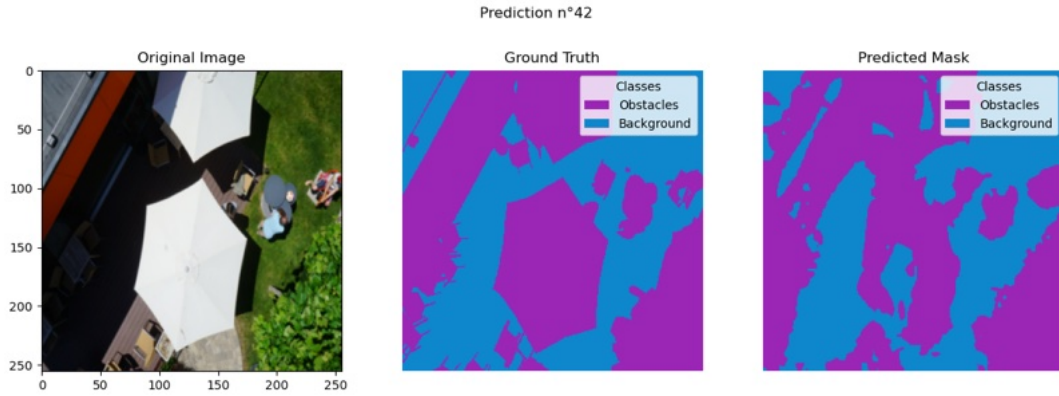 Prediction n°42
Original Image
0
50
100
150
200
250
0 50 100 150 200 250
Ground Truth
Classes
Obstacles
Background
Predicted Mask
Classes
Obstacles
Background